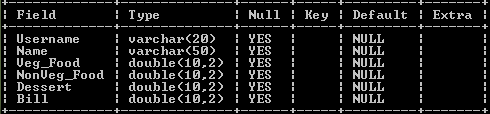 Field | Type | Null | Key | Default | Extra
Username | varchar(20) | YES | | NULL |
Name | varchar(50) | YES | | NULL |
Veg_Food | double(10,2) | YES | | NULL |
NonVeg_Food | double(10,2) | YES | | NULL |
Dessert | double(10,2) | YES | | NULL |
Bill | double(10,2) | YES | | NULL |